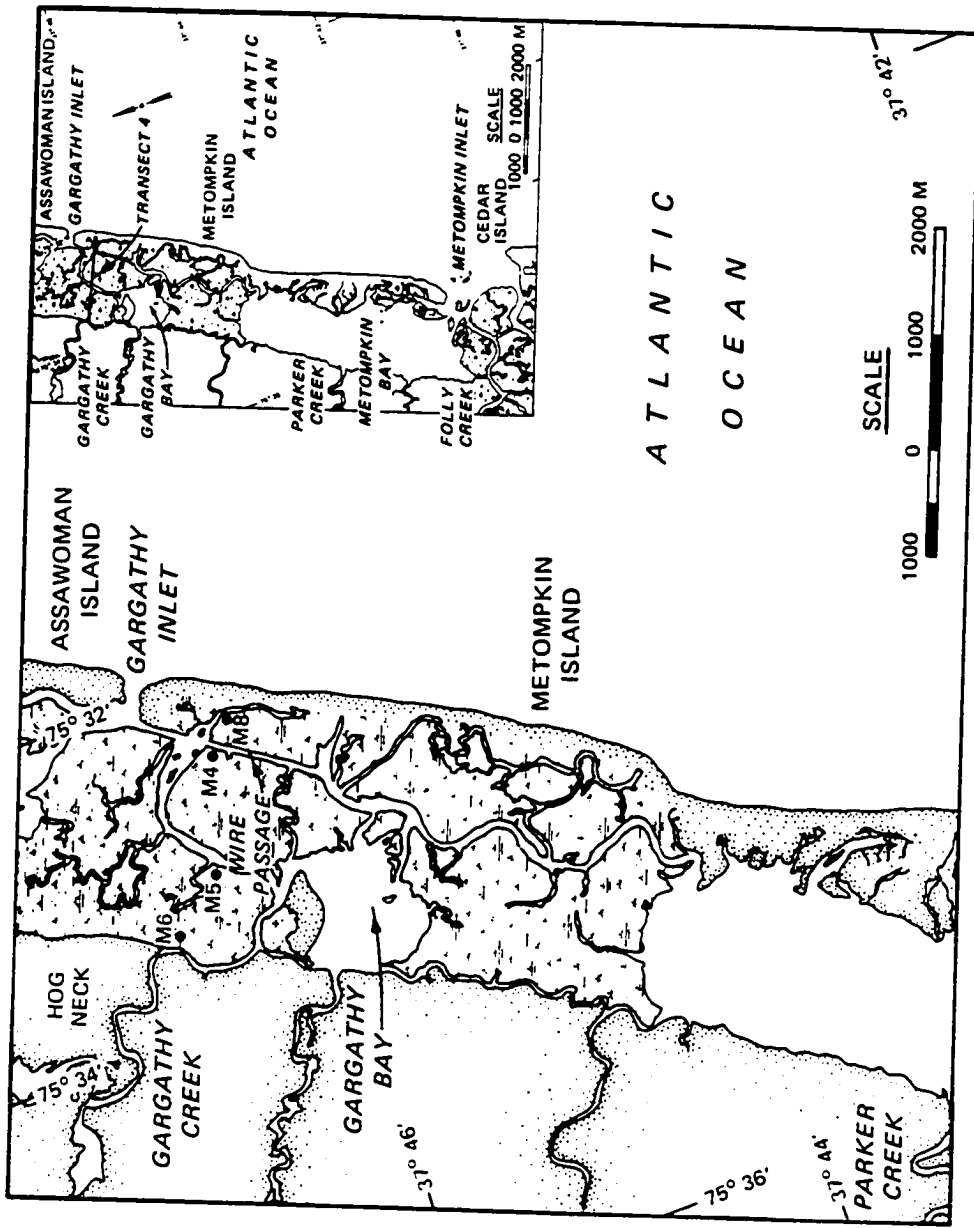 ASSAWOMAN ISLAND
GARGATHY INLET
TRANSECT 4
METOMPKIN
ISLAND
ATLANTIC
OCEAN
GARGATHY
CREEK
GARGATHY
BAY
PARKER
CREEK
METOMPKIN
BAY
FOLLY
CREEK
METOMPKIN INLET
CEDAR
ISLAND
SCALE
1000 0 1000 2000 M
ASSAWOMAN
ISLAND
GARGATHY
INLET
75° 32'
HOG
NECK
M6
M5
M4
M8
WIRE
PASSAGE
75° 34'
GARGATHY
CREEK
GARGATHY
BAY
METOMPKIN
ISLAND
37° 46'
75° 36'
37° 44'
PARKER
CREEK
ATLANTIC
OCEAN
37° 42'
SCALE
1000 0 1000 2000 M